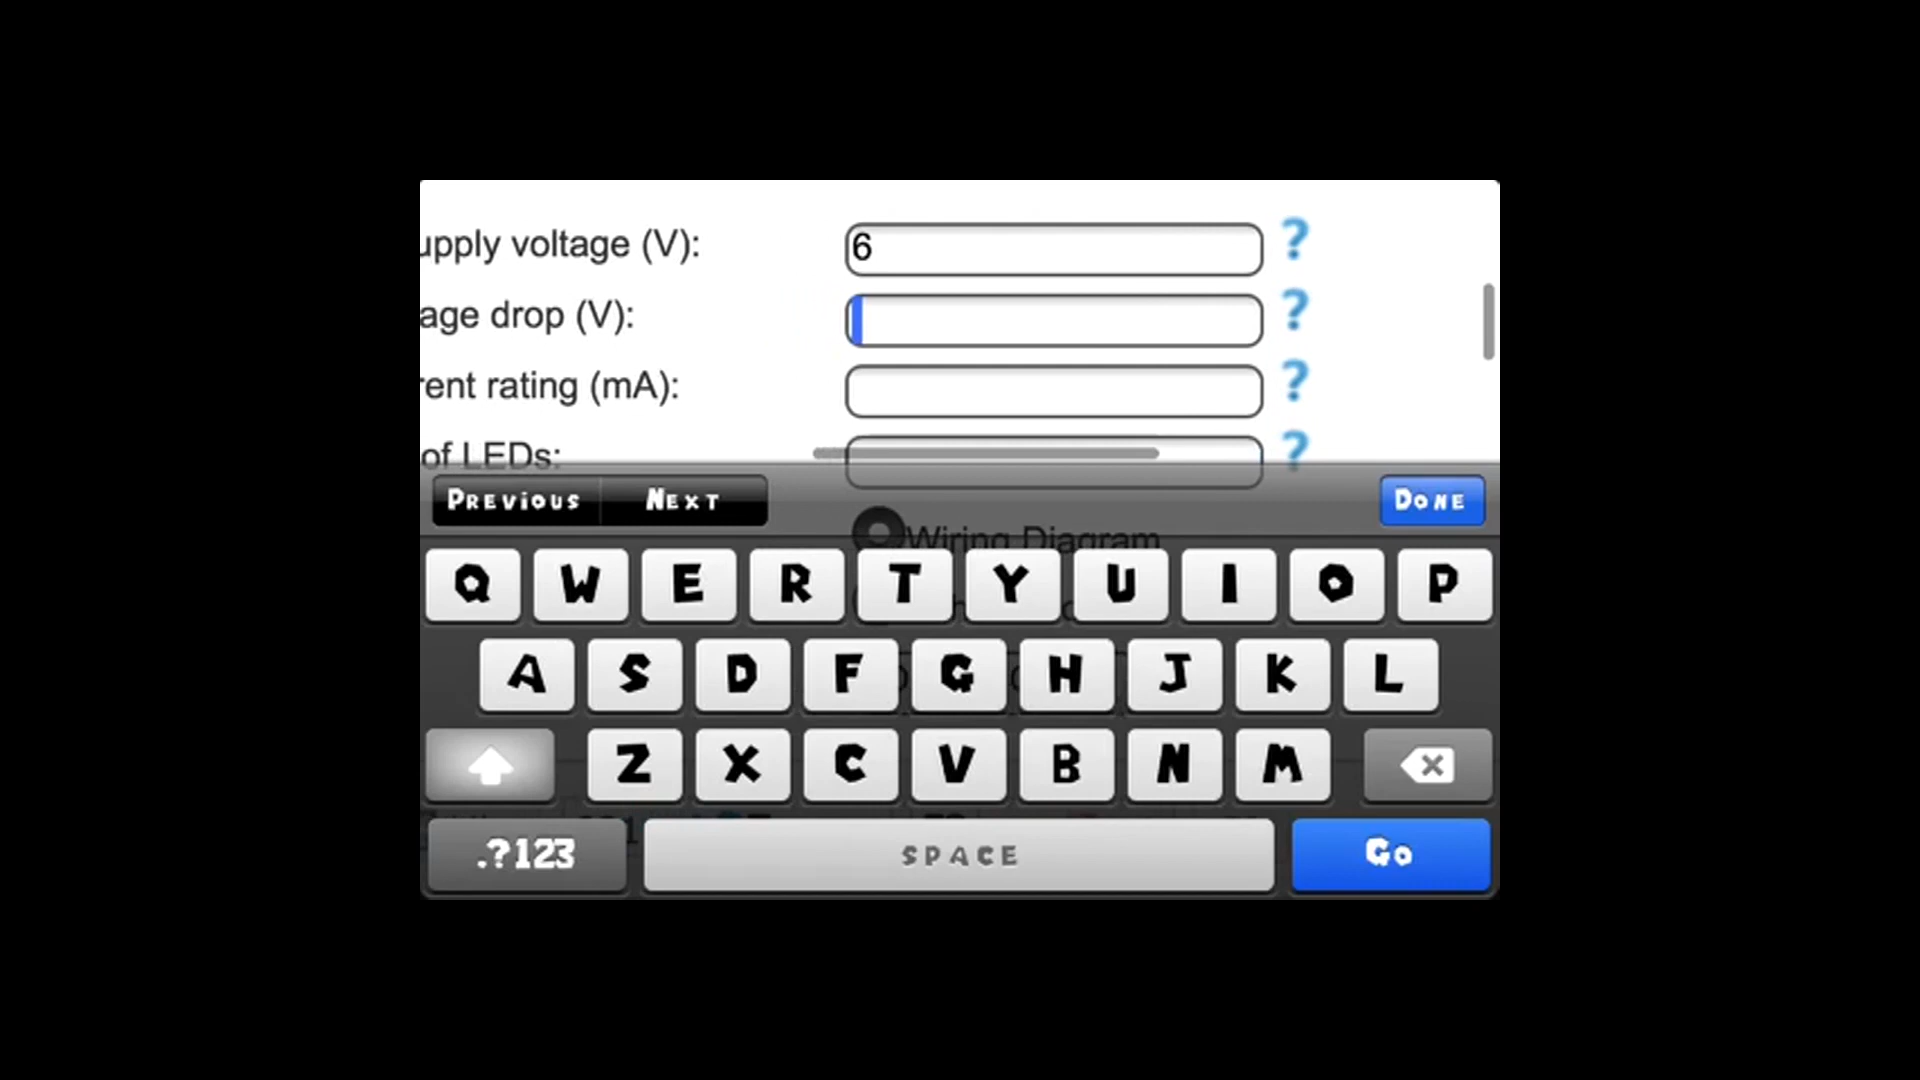 upply voltage (V): 6 ?
age drop (V): ?
rent rating (mA): ?
of LEDs: ?
PREVIOUS NEXT DONE
Wiring Diagram
Q W E R T Y U I O P
A S D F G H J K L
Z X C V B N M
.?123 SPACE GO